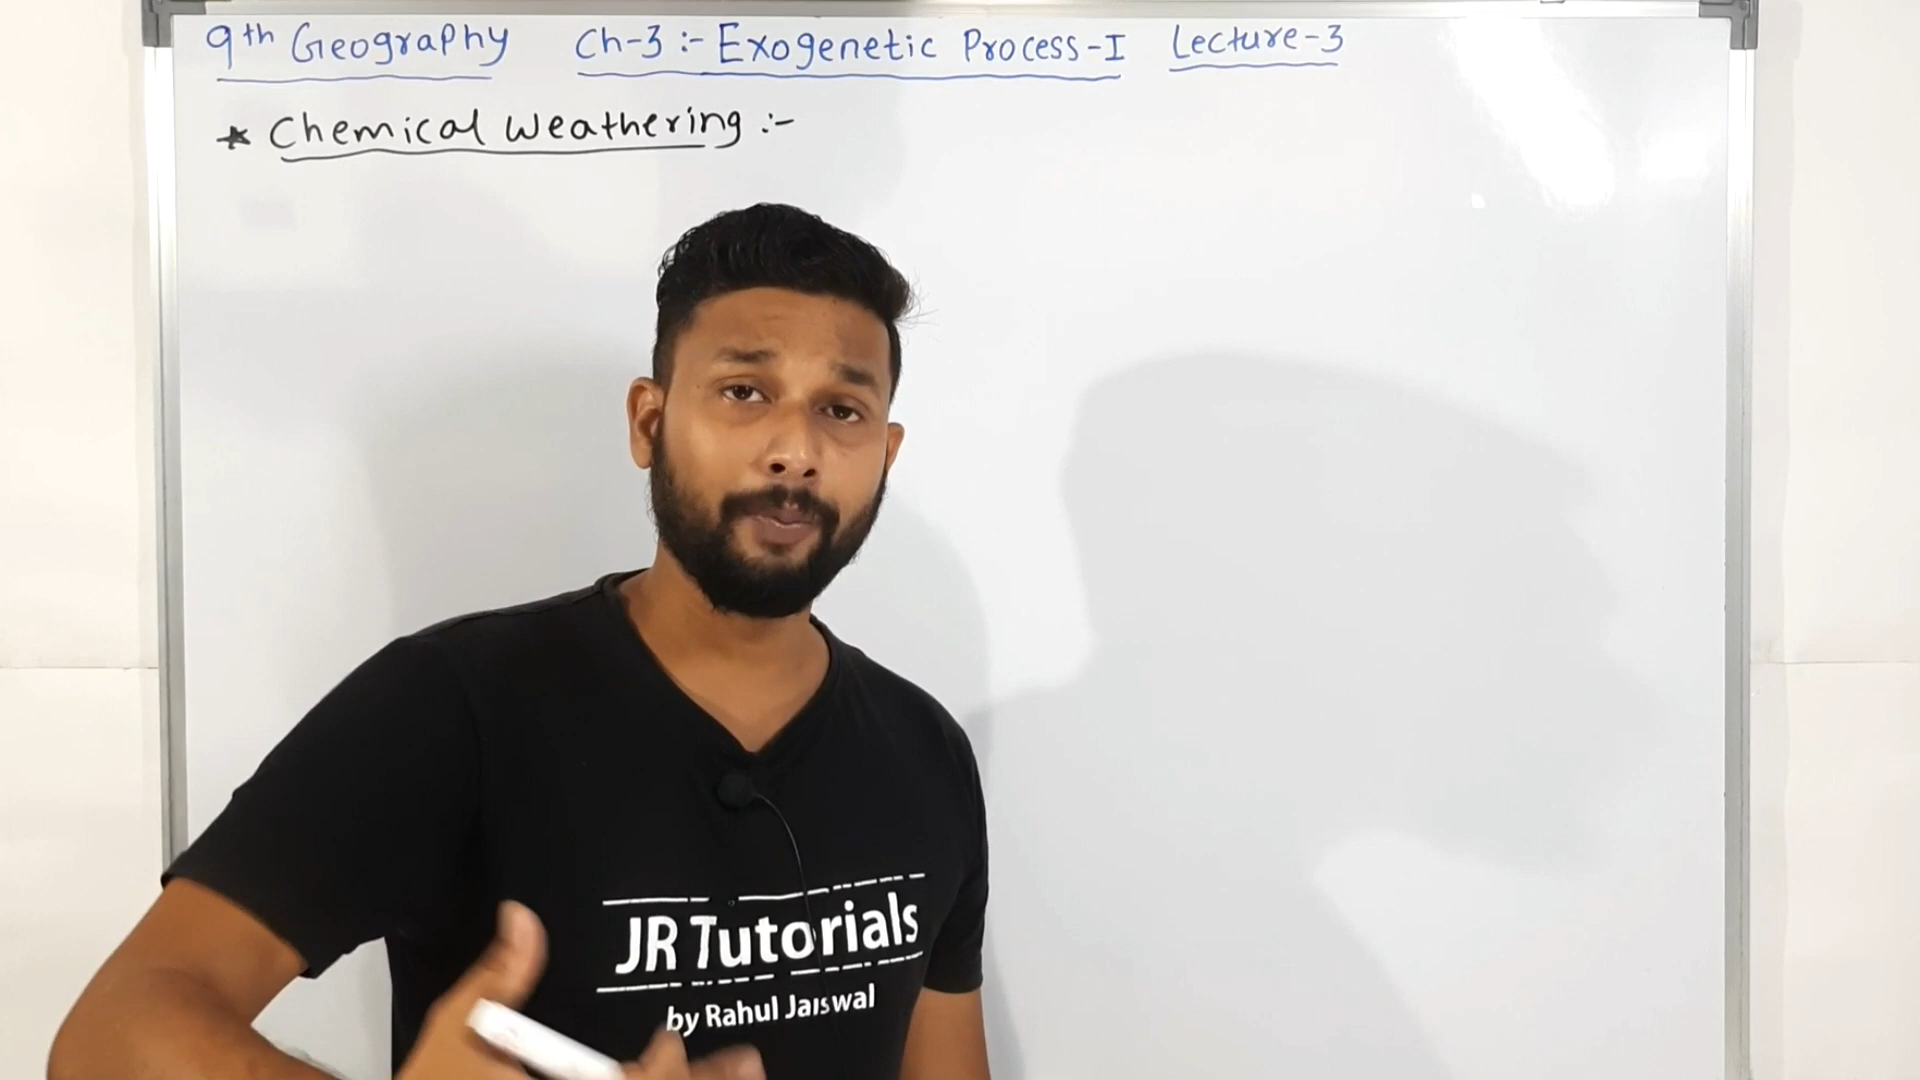 9th Geography Ch-3 :- Exogenetic Process-I Lecture-3
* Chemical Weathering :-
JR Tutorials
by Rahul Jaiswal